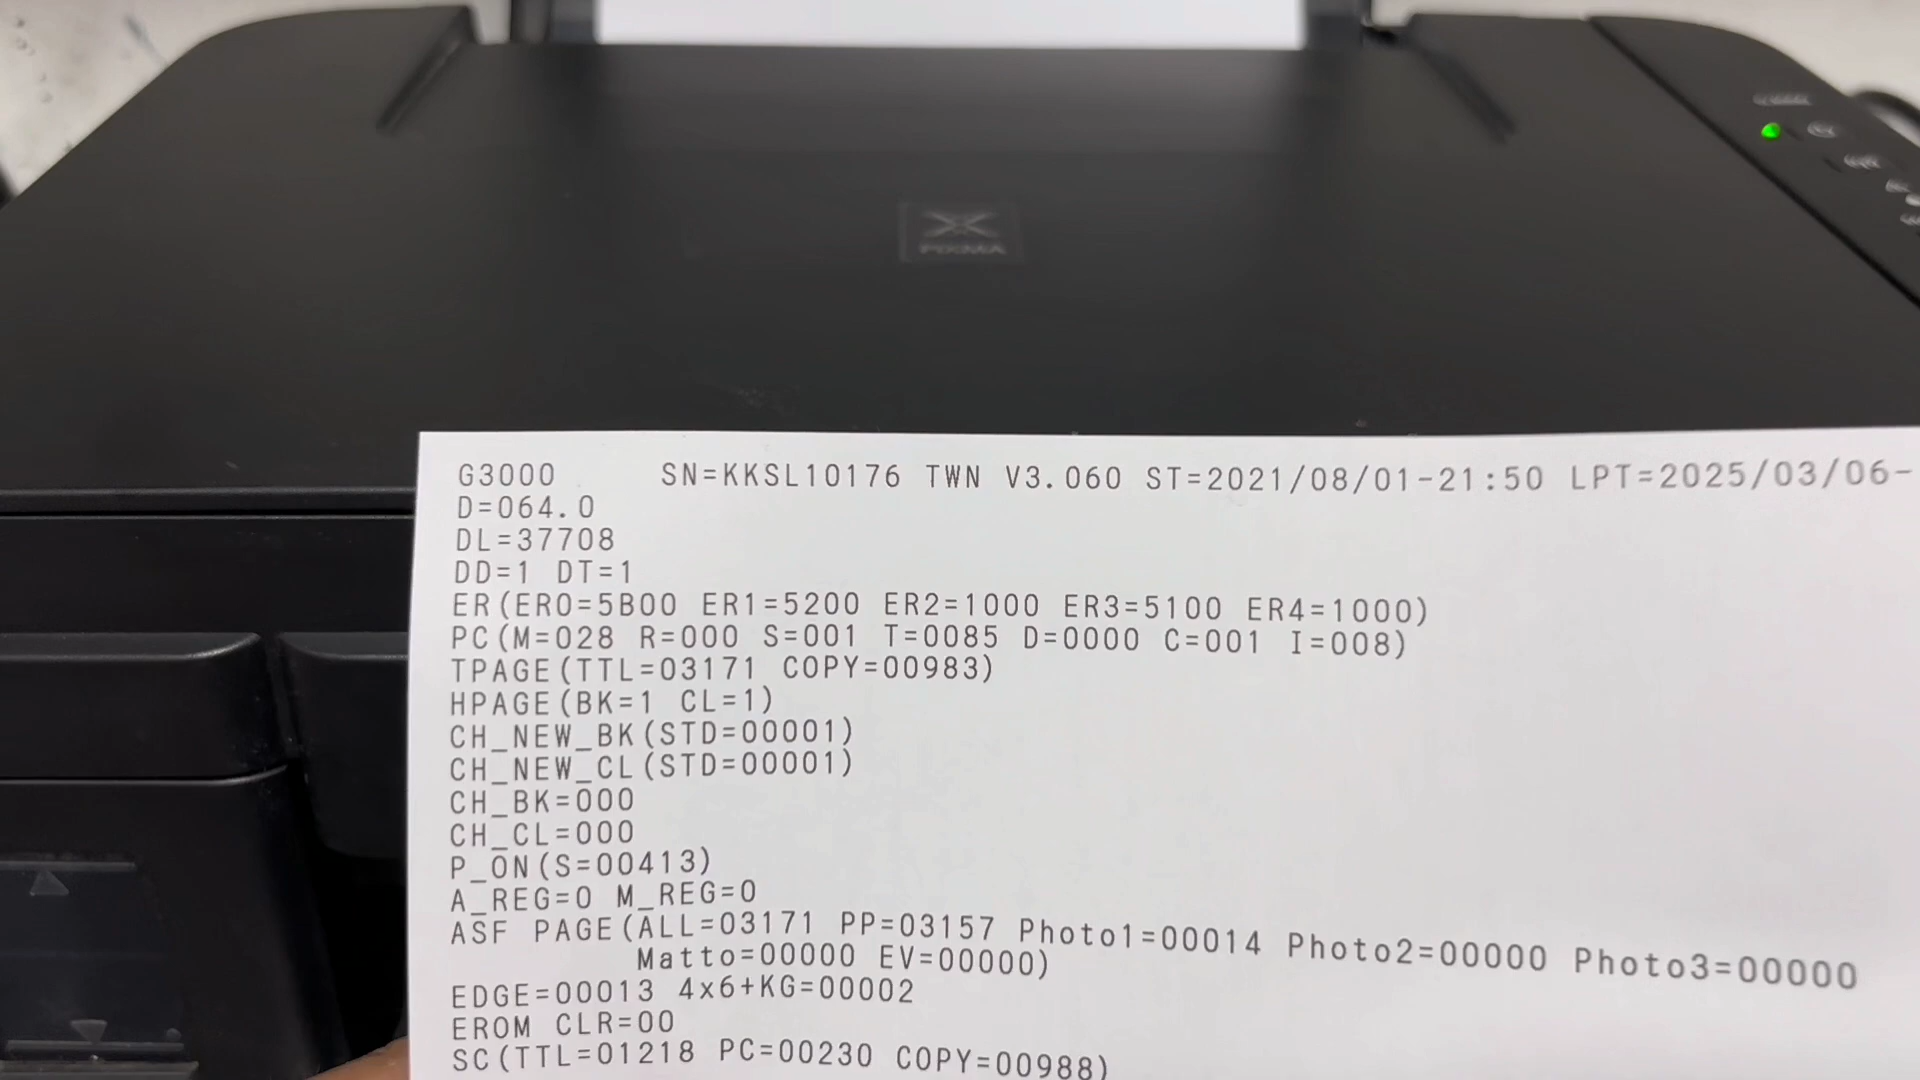 PIXMA
G3000 SN=KKSL10176 TWN V3.060 ST=2021/08/01-21:50 LPT=2025/03/06-
D=064.0
DL=37708
DD=1 DT=1
ER(ER0=5B00 ER1=5200 ER2=1000 ER3=5100 ER4=1000)
PC(M=028 R=000 S=001 T=0085 D=0000 C=001 I=008)
TPAGE(TTL=03171 COPY=00983)
HPAGE(BK=1 CL=1)
CH_NEW_BK(STD=00001)
CH_NEW_CL(STD=00001)
CH_BK=000
CH_CL=000
P_ON(S=00413)
A_REG=0 M_REG=0
ASF PAGE(ALL=03171 PP=03157 Photo1=00014 Photo2=00000 Photo3=00000
Matto=00000 EV=00000)
EDGE=00013 4x6+KG=00002
EROM CLR=00
SC(TTL=01218 PC=00230 COPY=00988)